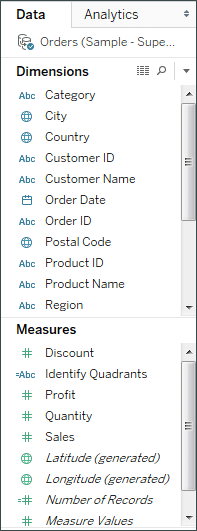 Data
Analytics
Orders (Sample - Supe...
Dimensions
Abc Category
City
Country
Abc Customer ID
Abc Customer Name
Order Date
Abc Order ID
Postal Code
Abc Product ID
Abc Product Name
Abc Region
Measures
# Discount
=Abc Identify Quadrants
# Profit
# Quantity
# Sales
Latitude (generated)
Longitude (generated)
=# Number of Records
# Measure Values